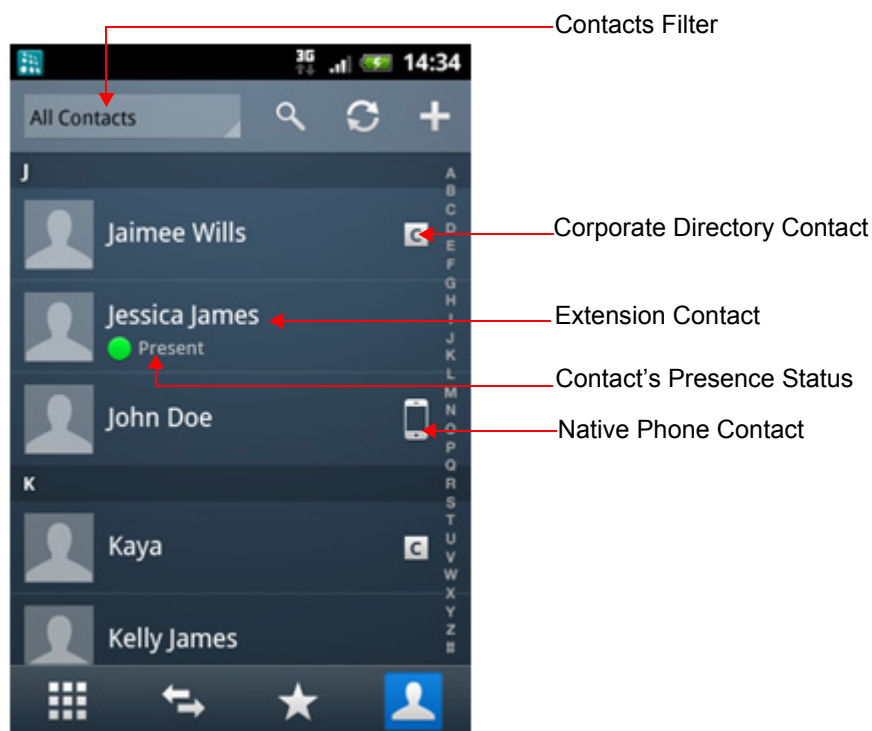 Contacts Filter
3G 14:34
All Contacts
J
Jaimee Wills
C
Corporate Directory Contact
Jessica James
Extension Contact
Present
Contact's Presence Status
John Doe
Native Phone Contact
K
Kaya
C
Kelly James
A
B
C
D
E
F
G
H
I
J
K
L
M
N
O
P
Q
R
S
T
U
V
W
X
Y
Z
#